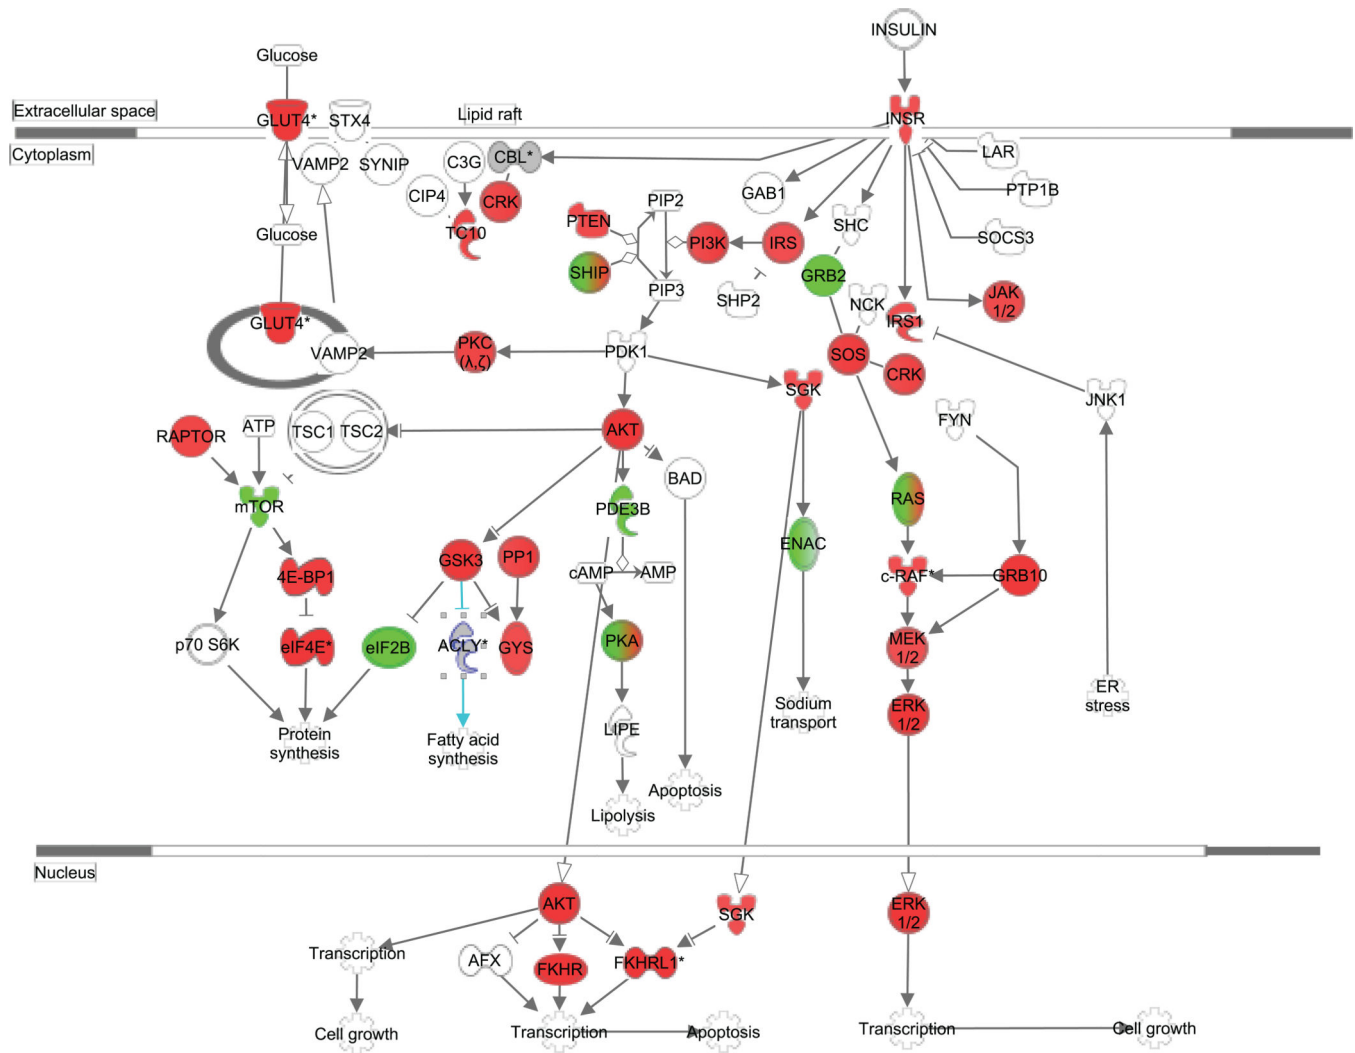 INSULIN
Glucose
Extracellular space
Lipid raft
GLUT4*
STX4
INSR
Cytoplasm
VAMP2
SYNIP
C3G
CBL*
LAR
CIP4
CRK
GAB1
PTP1B
PIP2
PTEN
TC10
SHC
Glucose
PI3K
IRS
SOCS3
SHIP
GRB2
PIP3
SHP2
NCK
JAK
1/2
GLUT4*
IRS1
VAMP2
PKC
(λ,ζ)
PDK1
SOS
CRK
SGK
JNK1
RAPTOR
ATP
TSC1
TSC2
AKT
FYN
BAD
mTOR
PDE3B
RAS
ENAC
GSK3
PP1
4E-BP1
cAMP
AMP
c-RAF*
GRB10
p70 S6K
eIF4E*
eIF2B
ACLY*
GYS
PKA
MEK
1/2
ER
stress
Sodium
transport
ERK
1/2
Protein
synthesis
Fatty acid
synthesis
LIPE
Apoptosis
Lipolysis
Nucleus
AKT
SGK
ERK
1/2
Transcription
AFX
FKHR
FKHRL1*
Cell growth
Transcription
Apoptosis
Transcription
Cell growth